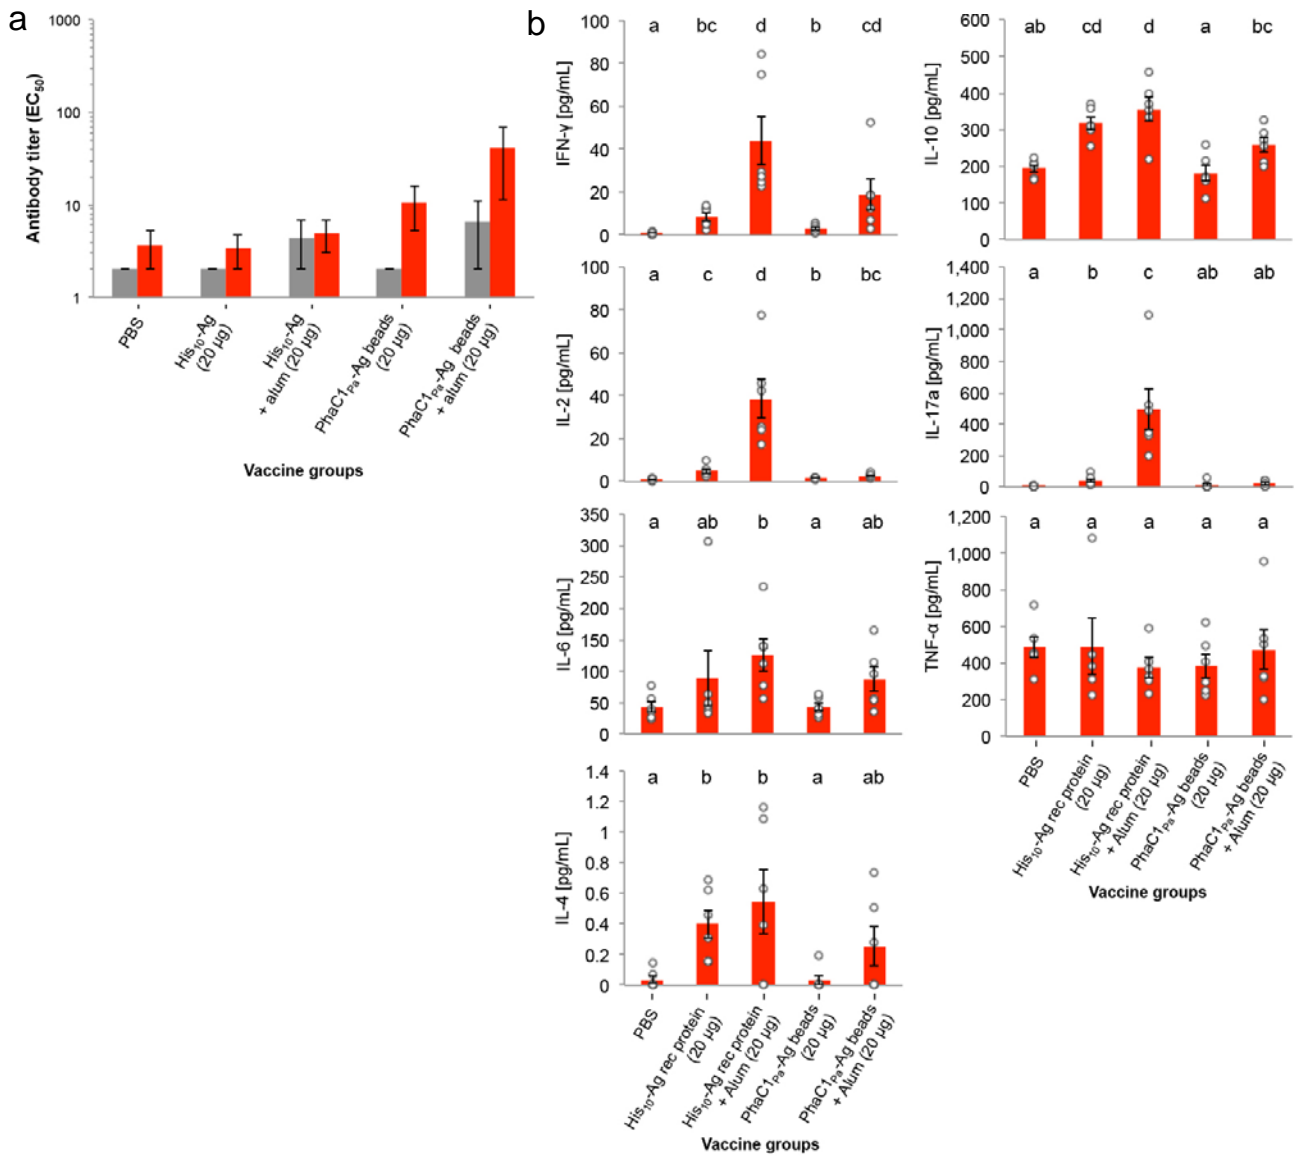 a
1000
100
10
1
Antibody titer (EC50)
PBS
His10-Ag
(20 µg)
His10-Ag
+ alum (20 µg)
PhaC1Pa-Ag beads
(20 µg)
PhaC1Pa-Ag beads
+ alum (20 µg)
Vaccine groups
b
100
80
60
40
20
0
IFN-γ [pg/mL]
a bc d b cd
100
80
60
40
20
0
IL-2 [pg/mL]
a c d b bc
350
300
250
200
150
100
50
0
IL-6 [pg/mL]
a ab b a ab
1.4
1.2
1
0.8
0.6
0.4
0.2
0
IL-4 [pg/mL]
a b b a ab
PBS
His10-Ag rec protein
(20 µg)
His10-Ag rec protein
+ Alum (20 µg)
PhaC1Pa-Ag beads
(20 µg)
PhaC1Pa-Ag beads
+ Alum (20 µg)
Vaccine groups
600
500
400
300
200
100
0
IL-10 [pg/mL]
ab cd d a bc
1,400
1,200
1,000
800
600
400
200
0
IL-17a [pg/mL]
a b c ab ab
1,200
1,000
800
600
400
200
0
TNF-α [pg/mL]
a a a a a
PBS
His10-Ag rec protein
(20 µg)
His10-Ag rec protein
+ Alum (20 µg)
PhaC1Pa-Ag beads
(20 µg)
PhaC1Pa-Ag beads
+ Alum (20 µg)
Vaccine groups